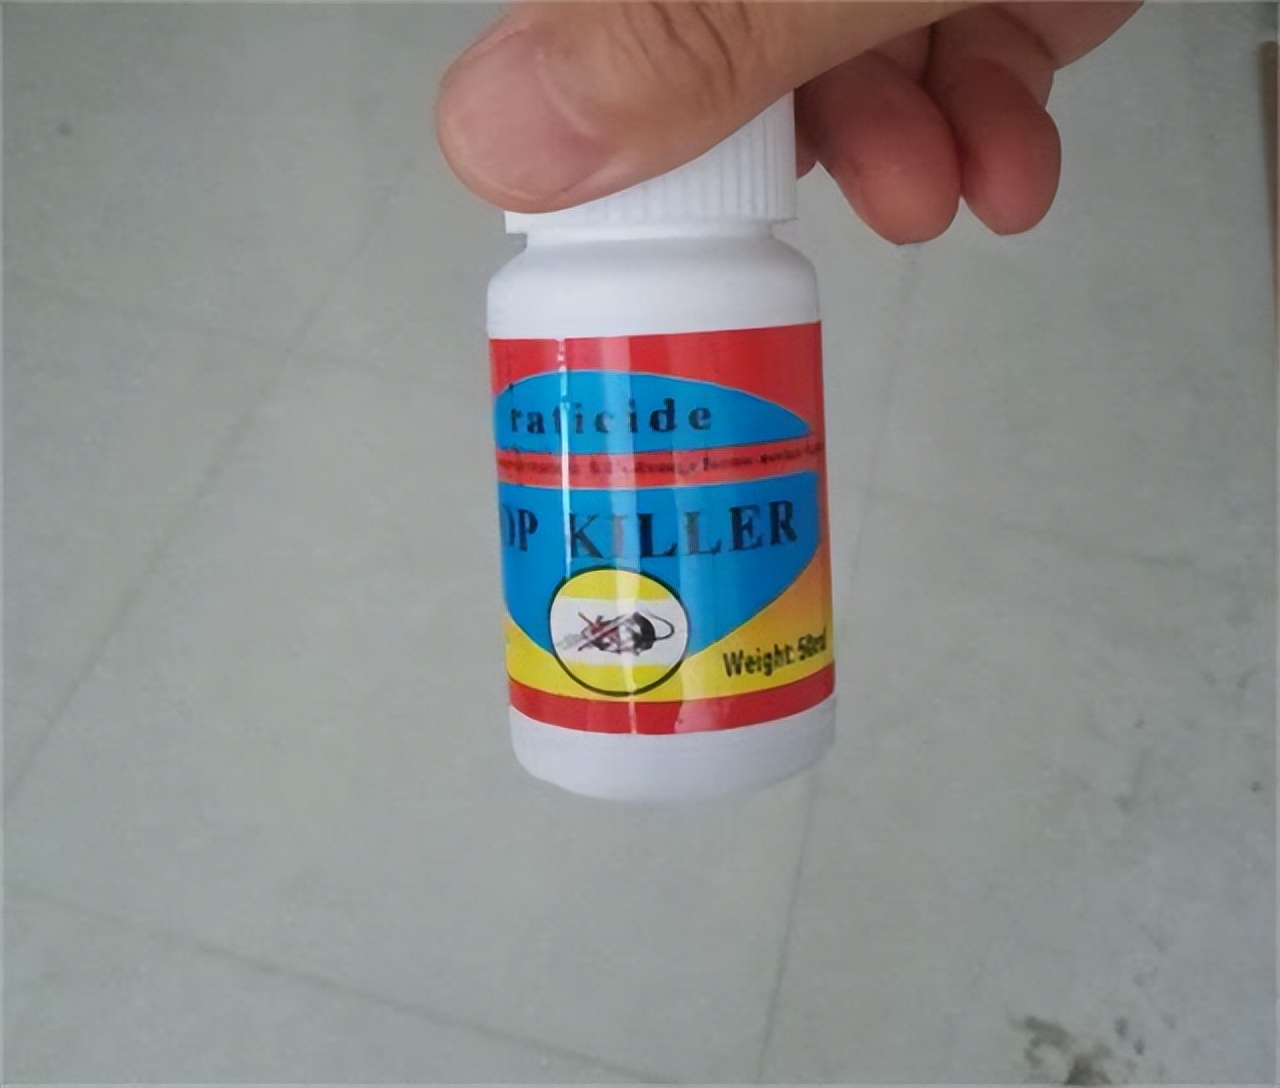 raticide
OP KILLER
Weight: 50ml